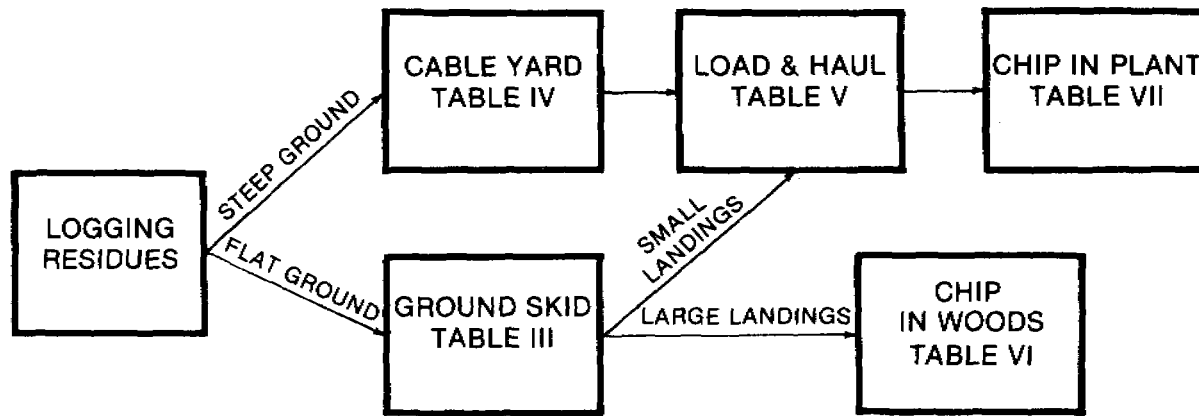 CABLE YARD
TABLE IV
LOAD & HAUL
TABLE V
CHIP IN PLANT
TABLE VII
STEEP GROUND
LOGGING
RESIDUES
FLAT GROUND
SMALL
LANDINGS
GROUND SKID
TABLE III
LARGE LANDINGS
CHIP
IN WOODS
TABLE VI